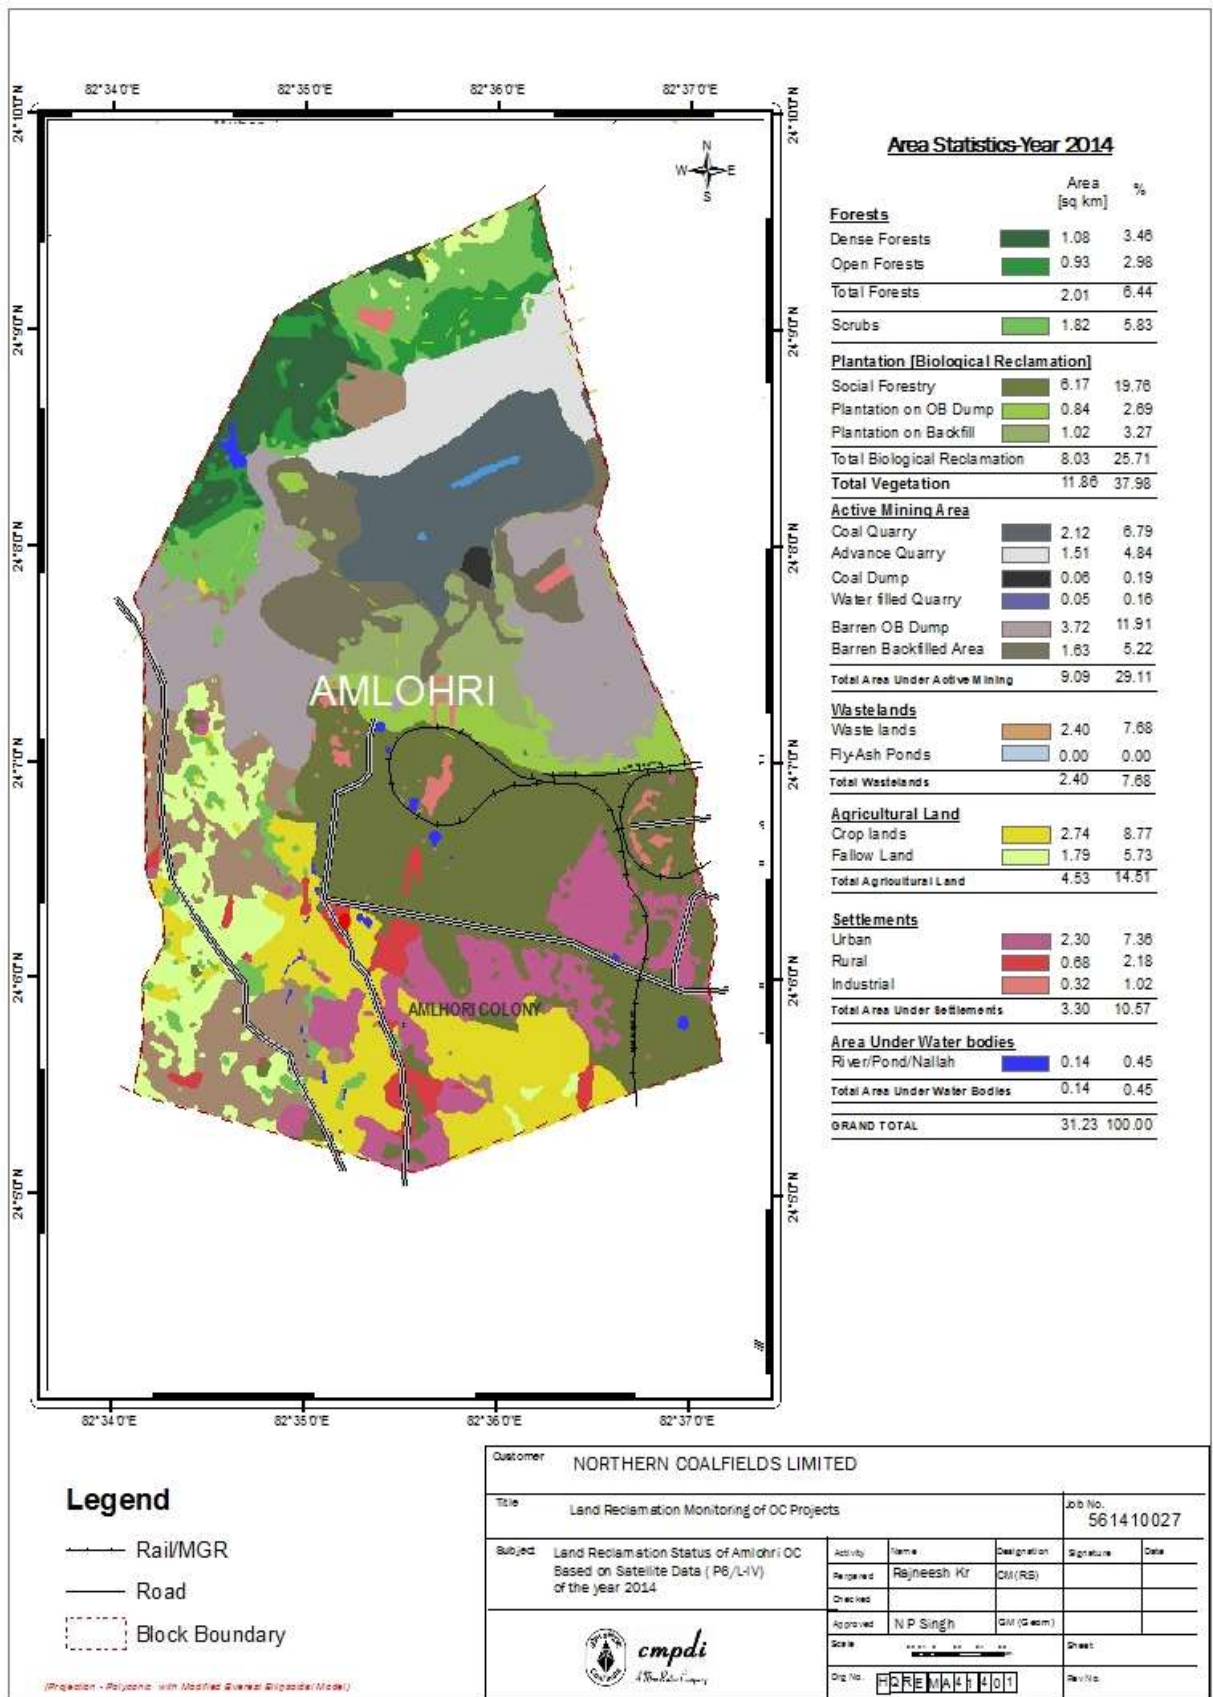 82°34'0"E 82°35'0"E 82°36'0"E 82°37'0"E
24°10'0"N 24°10'0"N
N
W E
S
24°9'0"N 24°9'0"N
24°8'0"N 24°8'0"N
AMLOHRI
24°7'0"N 24°7'0"N
AMLHORI COLONY
24°6'0"N 24°6'0"N
24°5'0"N 24°5'0"N
82°34'0"E 82°35'0"E 82°36'0"E 82°37'0"E
Area Statistics-Year 2014
Area %
[sq km]
Forests
Dense Forests 1.08 3.46
Open Forests 0.93 2.98
Total Forests 2.01 6.44
Scrubs 1.82 5.83
Plantation [Biological Reclamation]
Social Forestry 6.17 19.76
Plantation on OB Dump 0.84 2.69
Plantation on Backfill 1.02 3.27
Total Biological Reclamation 8.03 25.71
Total Vegetation 11.86 37.98
Active Mining Area
Coal Quarry 2.12 6.79
Advance Quarry 1.51 4.84
Coal Dump 0.06 0.19
Water filled Quarry 0.05 0.16
Barren OB Dump 3.72 11.91
Barren Backfilled Area 1.63 5.22
Total Area Under Active Mining 9.09 29.11
Wastelands
Waste lands 2.40 7.68
Fly-Ash Ponds 0.00 0.00
Total Wastelands 2.40 7.68
Agricultural Land
Crop lands 2.74 8.77
Fallow Land 1.79 5.73
Total Agricultural Land 4.53 14.51
Settlements
Urban 2.30 7.36
Rural 0.68 2.18
Industrial 0.32 1.02
Total Area Under Settlements 3.30 10.57
Area Under Water bodies
River/Pond/Nallah 0.14 0.45
Total Area Under Water Bodies 0.14 0.45
GRAND TOTAL 31.23 100.00
Legend
Rail/MGR
Road
Block Boundary
(Projection - Polyconic with Modified Everest Ellipsoidal Model)
Customer NORTHERN COALFIELDS LIMITED
Title Land Reclamation Monitoring of OC Projects
Job No.
561410027
Subject Land Reclamation Status of Amlohri OC
Based on Satellite Data ( P6/L-IV)
of the year 2014
Activity Name Designation Signature Date
Perpared Rajneesh Kr CM(RS)
Checked
Approved N P Singh GM (Geom)
Scale Sheet
Drg No. HQREMA41401 Rev No.
cmpdi